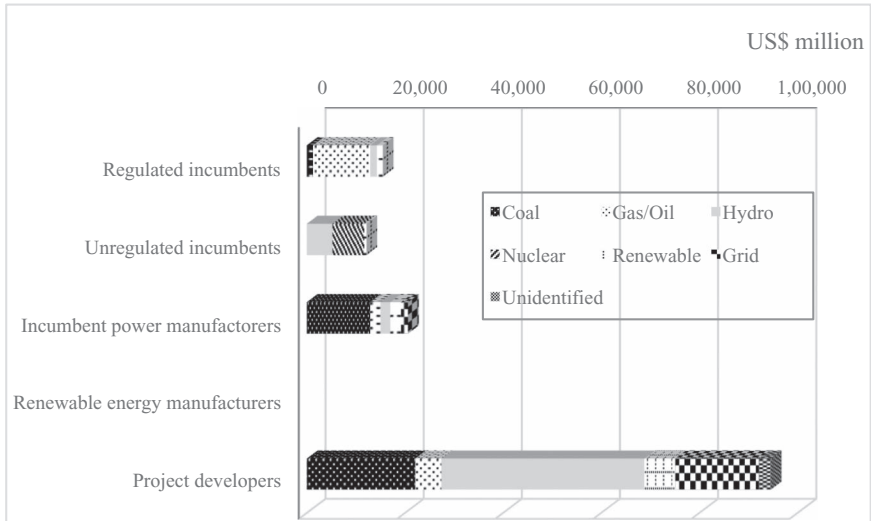 US$ million
0 20,000 40,000 60,000 80,000 1,00,000
Regulated incumbents
Unregulated incumbents
Incumbent power manufactorers
Renewable energy manufacturers
Project developers
Coal Gas/Oil Hydro
Nuclear Renewable Grid
Unidentified